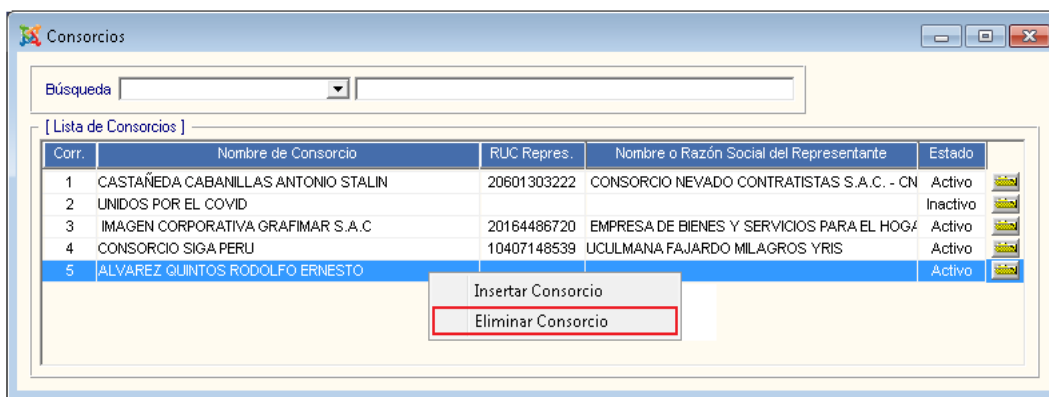 Consorcios
Búsqueda
[ Lista de Consorcios ]
Corr. Nombre de Consorcio RUC Repres. Nombre o Razón Social del Representante Estado
1 CASTAÑEDA CABANILLAS ANTONIO STALIN 20601303222 CONSORCIO NEVADO CONTRATISTAS S.A.C. - CN Activo
2 UNIDOS POR EL COVID Inactivo
3 IMAGEN CORPORATIVA GRAFIMAR S.A.C 20164486720 EMPRESA DE BIENES Y SERVICIOS PARA EL HOGA Activo
4 CONSORCIO SIGA PERU 10407148539 UCULMANA FAJARDO MILAGROS YRIS Activo
5 ALVAREZ QUINTOS RODOLFO ERNESTO Activo
Insertar Consorcio
Eliminar Consorcio